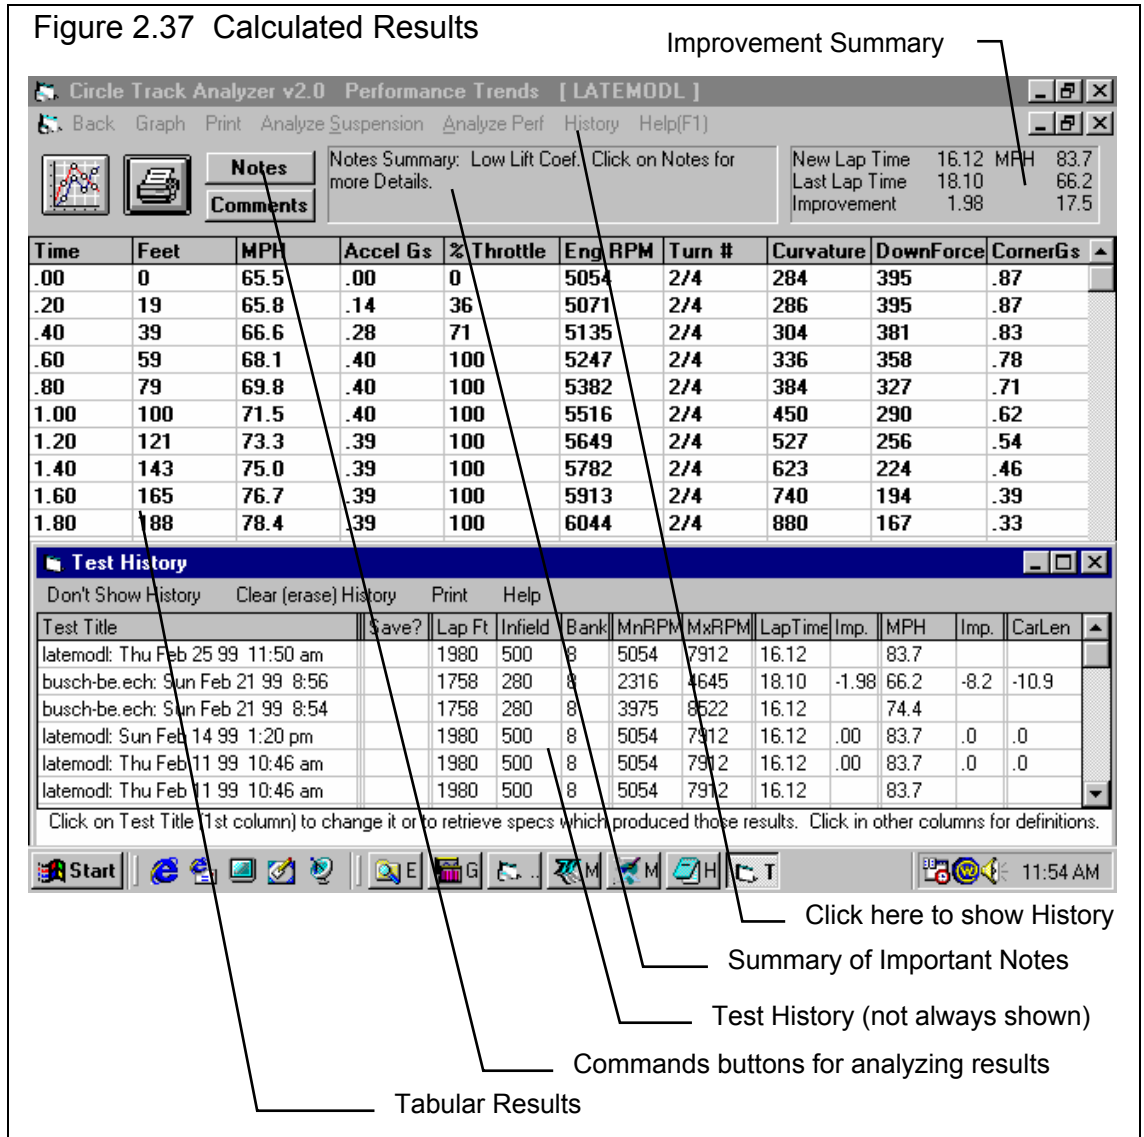 Figure 2.37 Calculated Results
Improvement Summary
Circle Track Analyzer v2.0 Performance Trends [ LATEMODL ]
Back Graph Print Analyze Suspension Analyze Perf History Help(F1)
Notes
Comments
Notes Summary: Low Lift Coef. Click on Notes for
more Details.
New Lap Time 16.12 MPH 83.7
Last Lap Time 18.10 66.2
Improvement 1.98 17.5
Time Feet MPH Accel Gs % Throttle Eng RPM Turn # Curvature DownForce CornerGs
.00 0 65.5 .00 0 5054 2/4 284 395 .87
.20 19 65.8 .14 36 5071 2/4 286 395 .87
.40 39 66.6 .28 71 5135 2/4 304 381 .83
.60 59 68.1 .40 100 5247 2/4 336 358 .78
.80 79 69.8 .40 100 5382 2/4 384 327 .71
1.00 100 71.5 .40 100 5516 2/4 450 290 .62
1.20 121 73.3 .39 100 5649 2/4 527 256 .54
1.40 143 75.0 .39 100 5782 2/4 623 224 .46
1.60 165 76.7 .39 100 5913 2/4 740 194 .39
1.80 188 78.4 .39 100 6044 2/4 880 167 .33
Test History
Don't Show History Clear (erase) History Print Help
Test Title Save? Lap Ft Infield Bank MnRPM MxRPM LapTime Imp. MPH Imp. CarLen
latemodl: Thu Feb 25 99 11:50 am 1980 500 8 5054 7912 16.12 83.7
busch-be.ech: Sun Feb 21 99 8:56 1758 280 8 2316 4645 18.10 -1.98 66.2 -8.2 -10.9
busch-be.ech: Sun Feb 21 99 8:54 1758 280 8 3975 8522 16.12 74.4
latemodl: Sun Feb 14 99 1:20 pm 1980 500 8 5054 7912 16.12 .00 83.7 .0 .0
latemodl: Thu Feb 11 99 10:46 am 1980 500 8 5054 7912 16.12 .00 83.7 .0 .0
latemodl: Thu Feb 11 99 10:46 am 1980 500 8 5054 7912 16.12 83.7
Click on Test Title (1st column) to change it or to retrieve specs which produced those results. Click in other columns for definitions.
Start E G .. M M H T 11:54 AM
Click here to show History
Summary of Important Notes
Test History (not always shown)
Commands buttons for analyzing results
Tabular Results